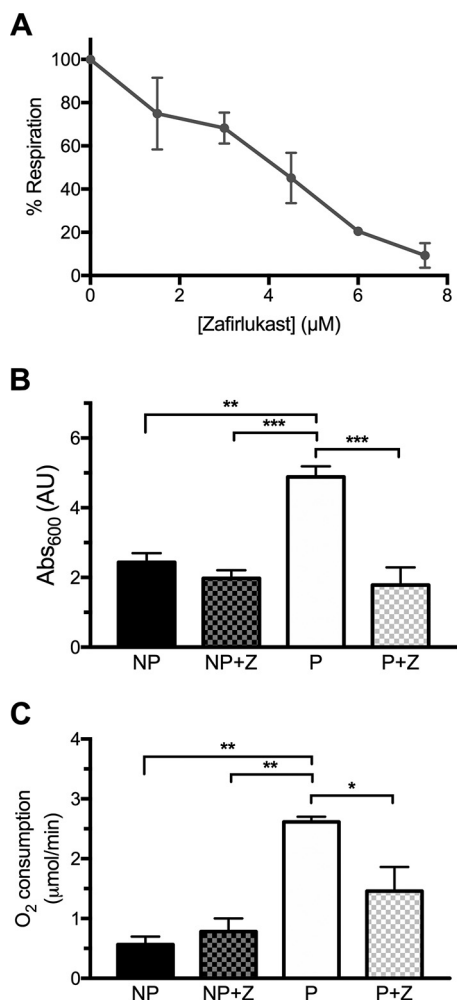 A
100
80
60
40
20
0
% Respiration
0 2 4 6 8
[Zafirlukast] (µM)
B
**
*** ***
6
4
2
0
Abs600 (AU)
NP NP+Z P P+Z
C
4
**
** *
3
2
1
0
O2 consumption
(µmol/min)
NP NP+Z P P+Z